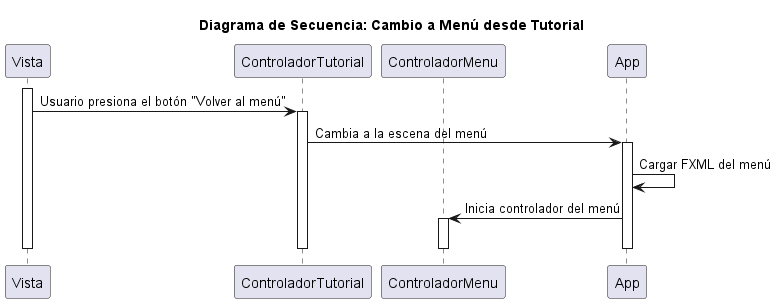 Diagrama de Secuencia: Cambio a Menú desde Tutorial
Vista
ControladorTutorial
ControladorMenu
App
Usuario presiona el botón "Volver al menú"
Cambia a la escena del menú
Cargar FXML del menú
Inicia controlador del menú
Vista
ControladorTutorial
ControladorMenu
App